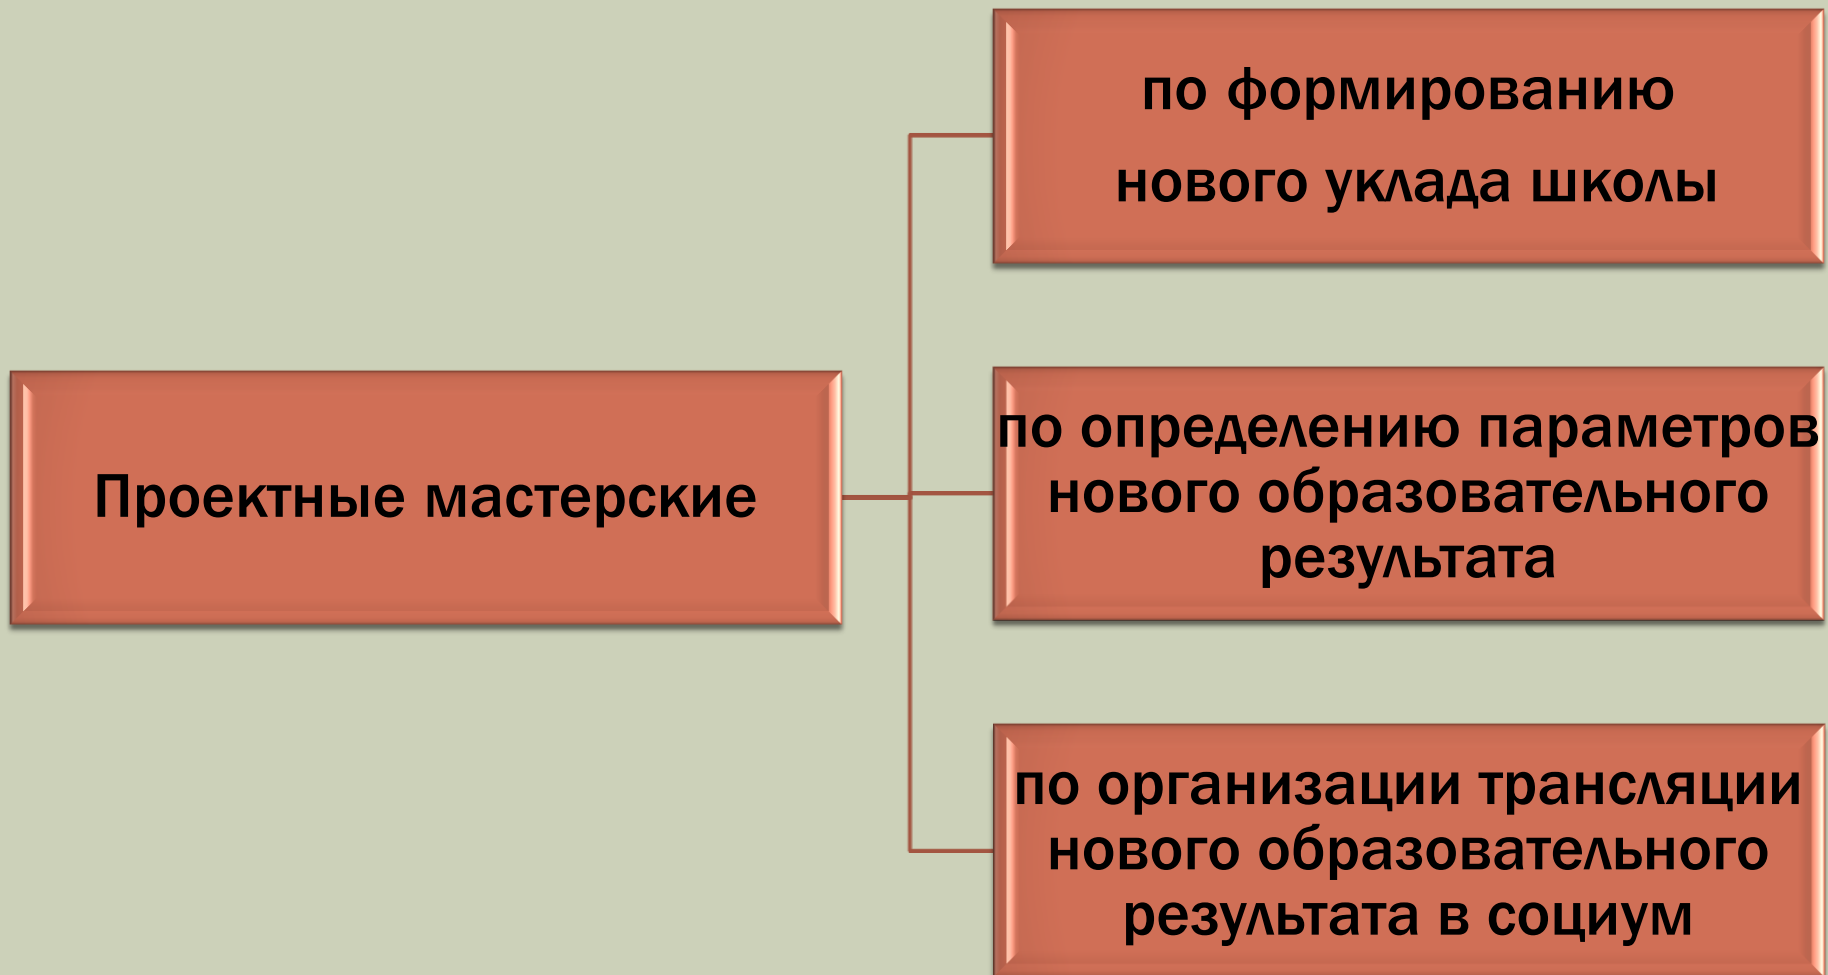 Проектные мастерские
по формированию
нового уклада школы
по определению параметров
нового образовательного
результата
по организации трансляции
нового образовательного
результата в социум